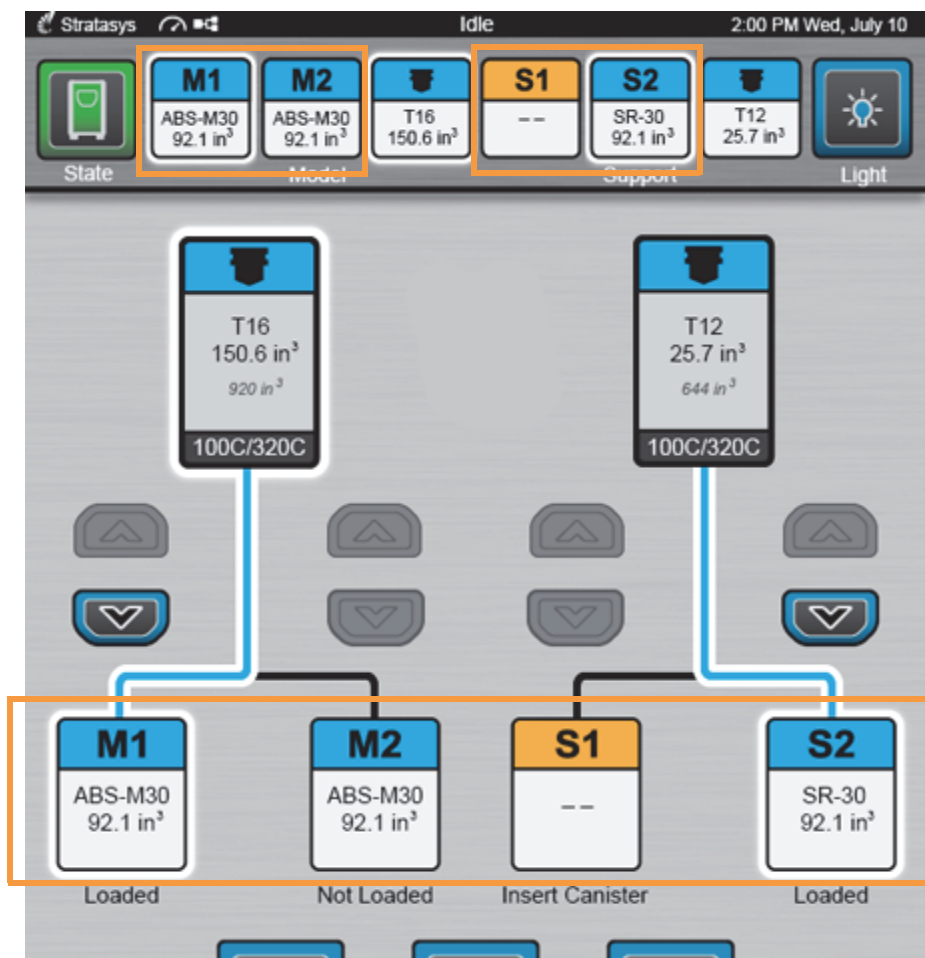 Stratasys Idle 2:00 PM Wed, July 10
M1 M2 S1 S2
ABS-M30 ABS-M30 T16 -- SR-30 T12
92.1 in³ 92.1 in³ 150.6 in³ 92.1 in³ 25.7 in³
State Model Support Light
T16 T12
150.6 in³ 25.7 in³
920 in³ 644 in³
100C/320C 100C/320C
M1 M2 S1 S2
ABS-M30 ABS-M30 -- SR-30
92.1 in³ 92.1 in³ 92.1 in³
Loaded Not Loaded Insert Canister Loaded